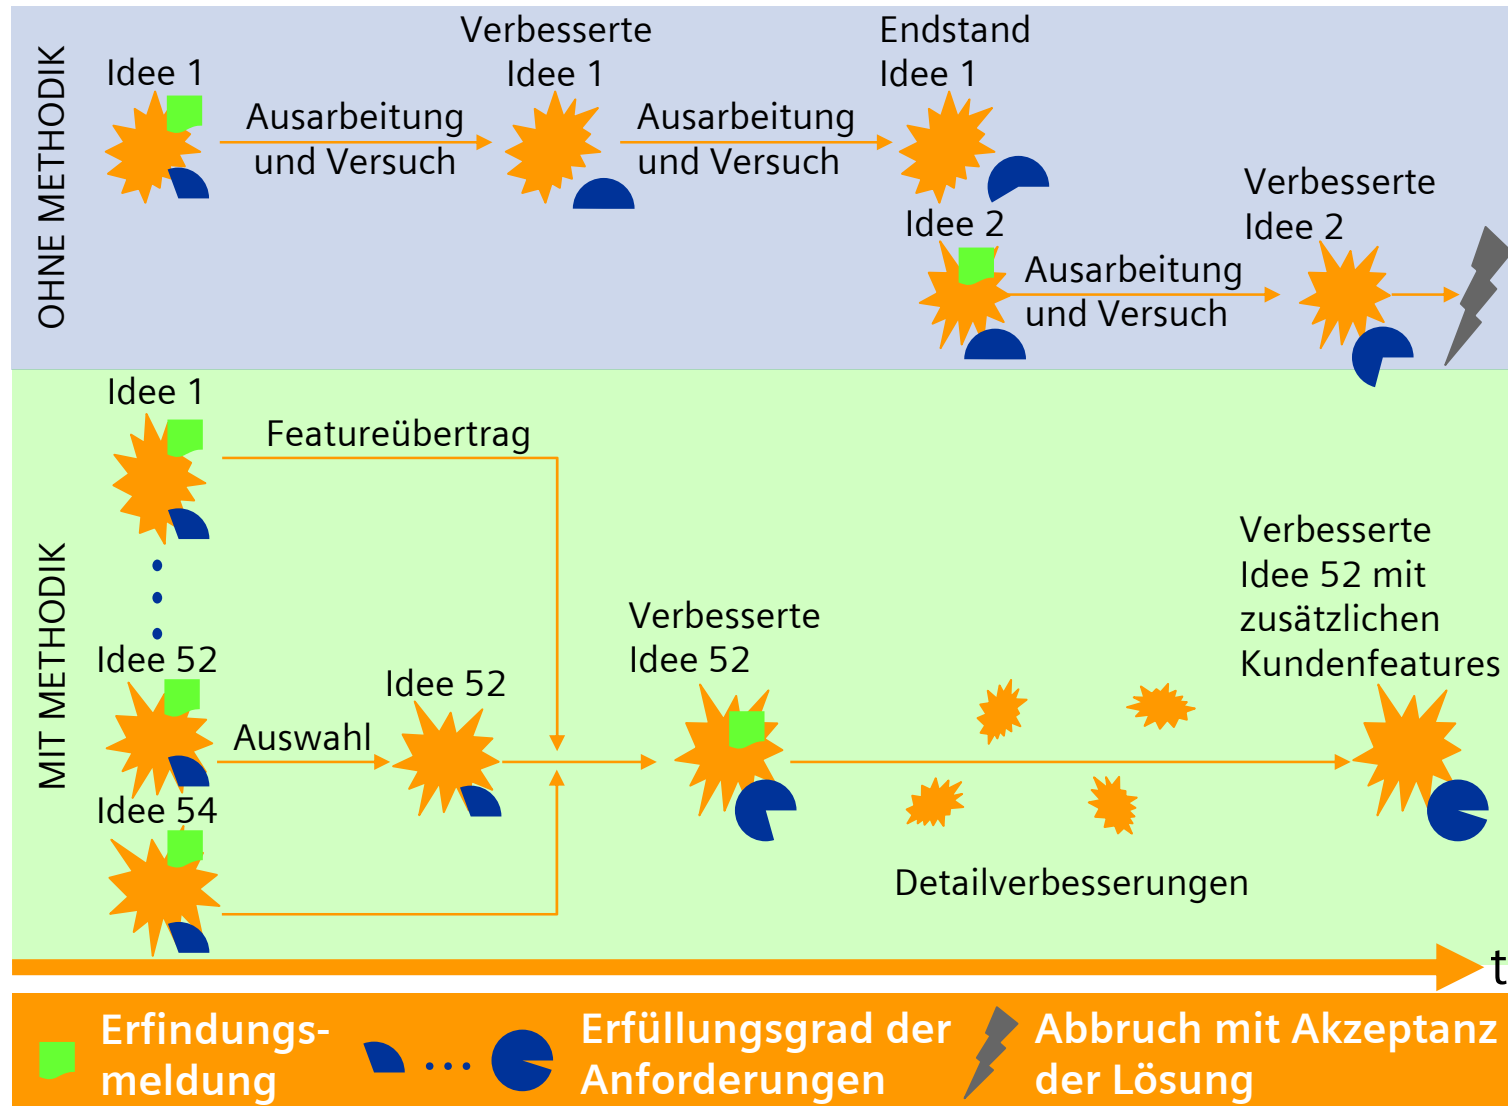 OHNE METHODIK
Idee 1
Ausarbeitung
und Versuch
Verbesserte
Idee 1
Ausarbeitung
und Versuch
Endstand
Idee 1
Idee 2
Ausarbeitung
und Versuch
Verbesserte
Idee 2
MIT METHODIK
Idee 1
Featureübertrag
Idee 52
Auswahl
Idee 52
Idee 54
Verbesserte
Idee 52
Detailverbesserungen
Verbesserte
Idee 52 mit
zusätzlichen
Kundenfeatures
t
Erfindungs-
meldung
Erfüllungsgrad der
Anforderungen
Abbruch mit Akzeptanz
der Lösung